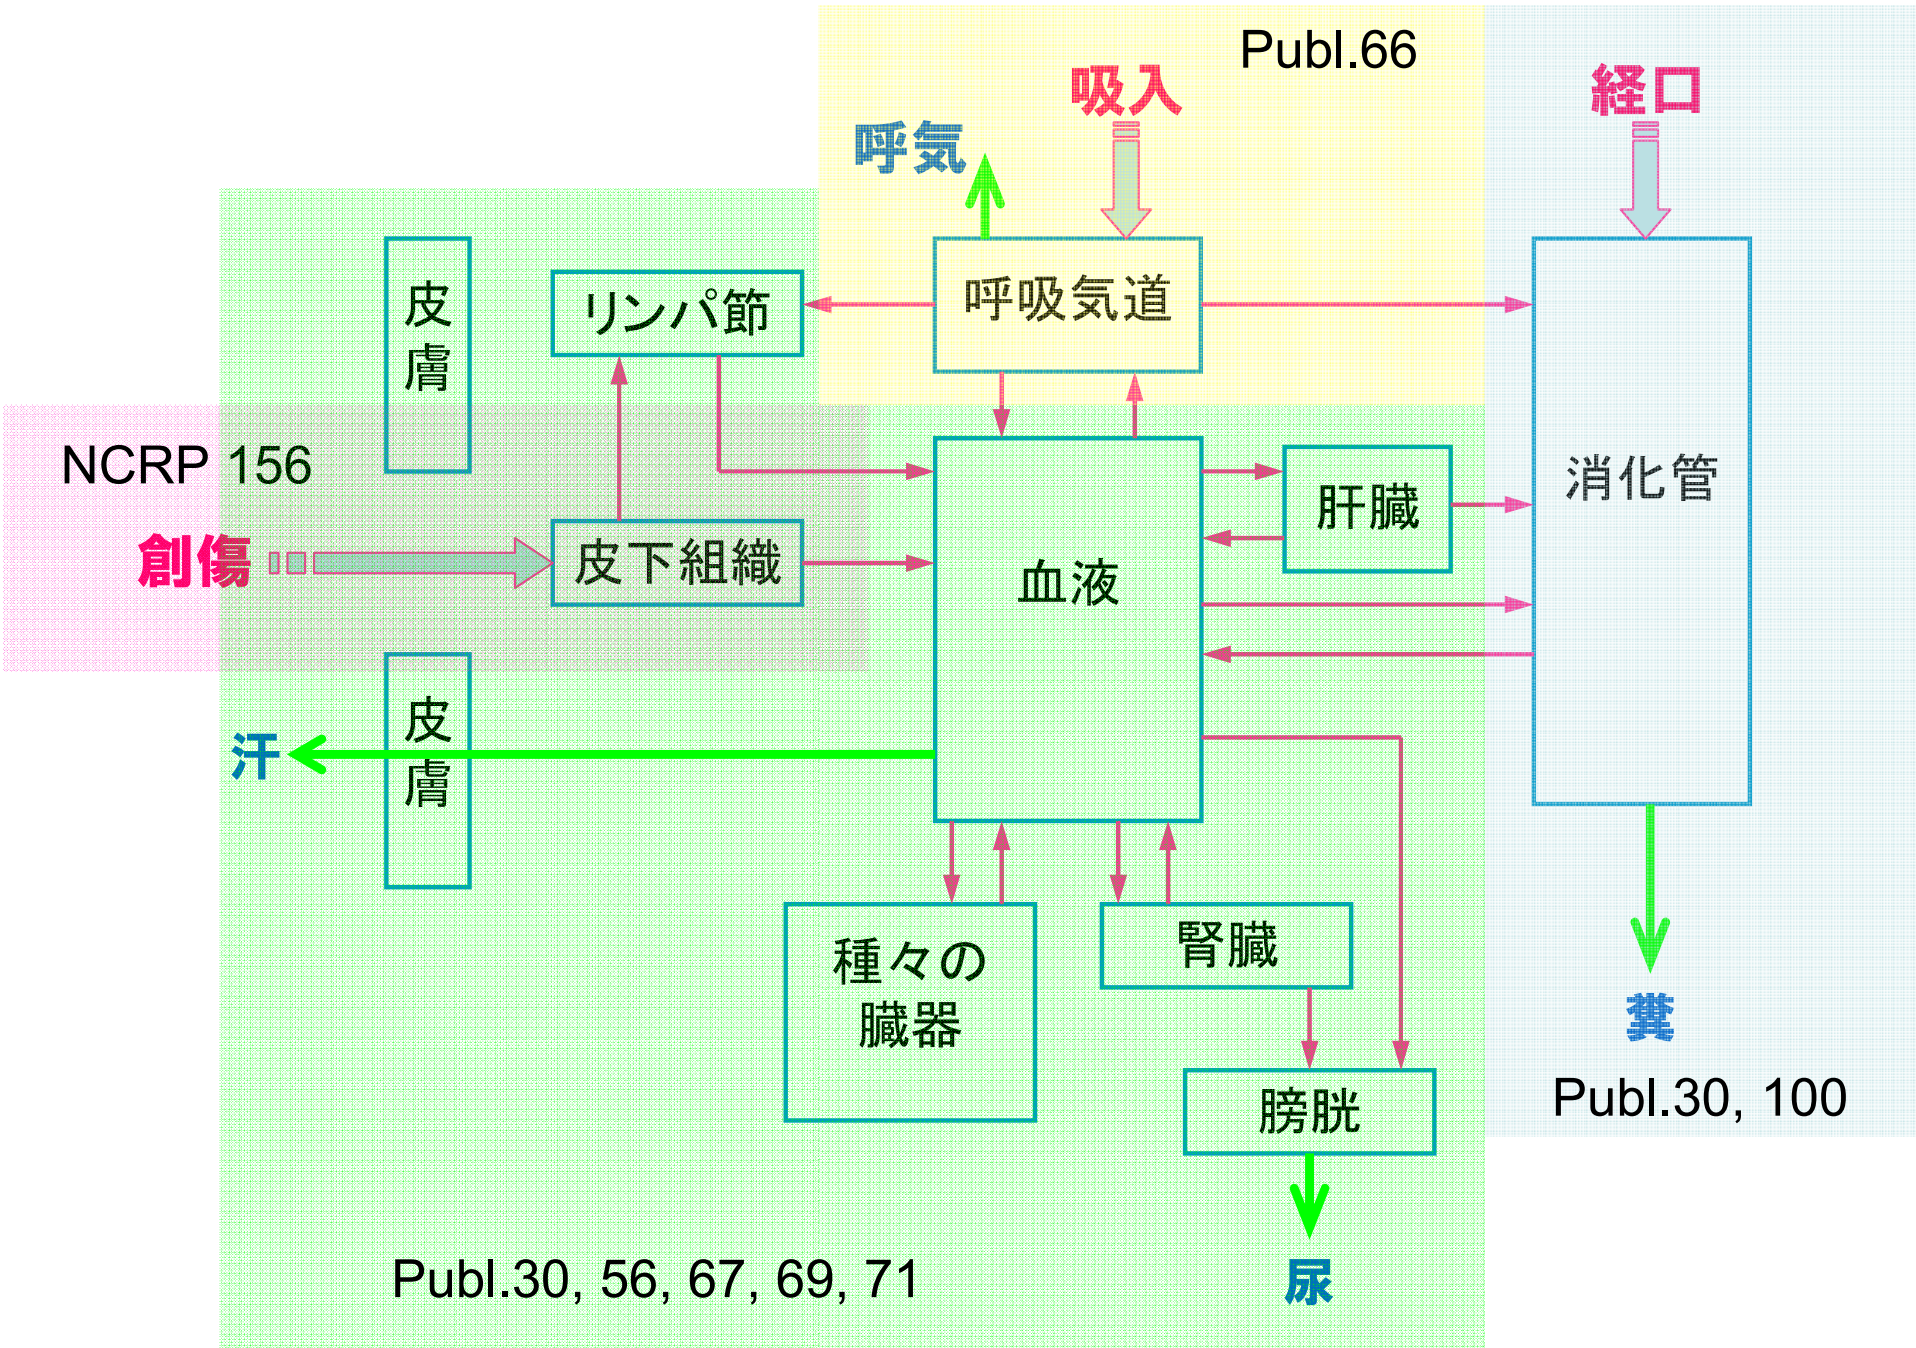 Publ.66
吸入
経口
呼気
皮
膚
リンパ節
呼吸気道
NCRP 156
消化管
肝臓
創傷
皮下組織
血液
皮
膚
汗
種々の
臓器
腎臓
糞
膀胱
Publ.30, 100
Publ.30, 56, 67, 69, 71
尿